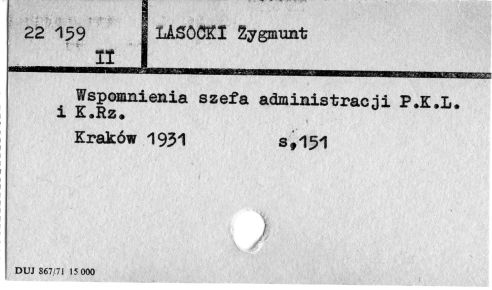 22 159
II
LASOCKI Zygmunt
Wspomnienia szefa administracji P.K.L.
i K.Rz.
Kraków 1931 s,151
DUJ 867/71 15 000